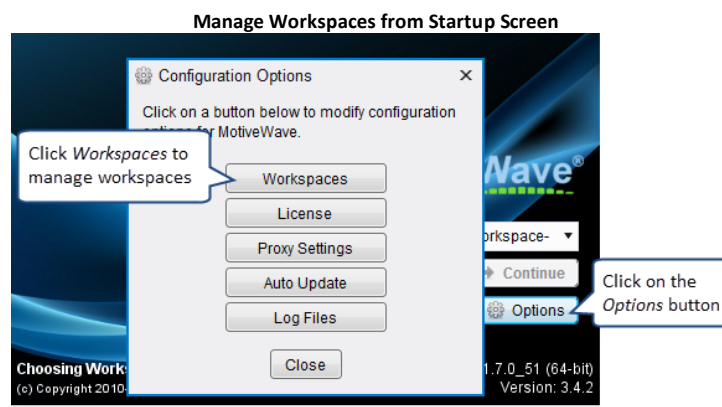 Manage Workspaces from Startup Screen
Configuration Options
Click on a button below to modify configuration
options for MotiveWave.
Click Workspaces to
manage workspaces
Workspaces
License
Proxy Settings
Auto Update
Log Files
Close
Wave®
orkspace-
Continue
Options
Click on the
Options button
Choosing Works
(c) Copyright 2010-
1.7.0_51 (64-bit)
Version: 3.4.2